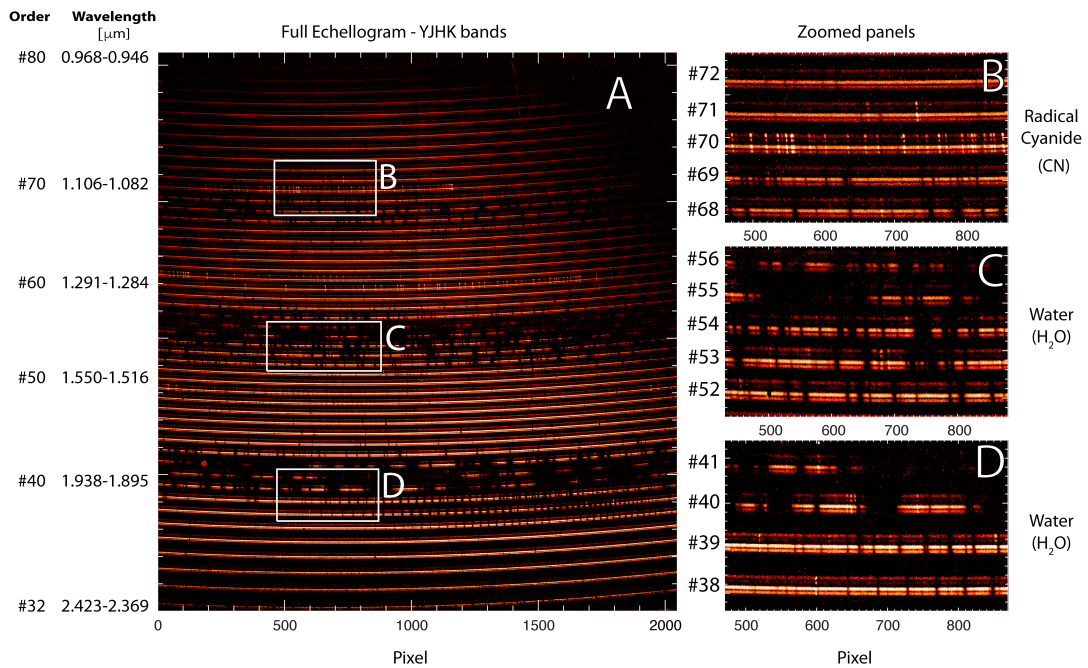 Order Wavelength
[µm]
Full Echellogram - YJHK bands
Zoomed panels
#80 0.968-0.946
#70 1.106-1.082
#60 1.291-1.284
#50 1.550-1.516
#40 1.938-1.895
#32 2.423-2.369
A
B
C
D
0 500 1000 1500 2000
Pixel
B
#72
#71
#70
#69
#68
500 600 700 800
Radical
Cyanide
(CN)
C
#56
#55
#54
#53
#52
500 600 700 800
Water
(H₂O)
D
#41
#40
#39
#38
500 600 700 800
Water
(H₂O)
Pixel